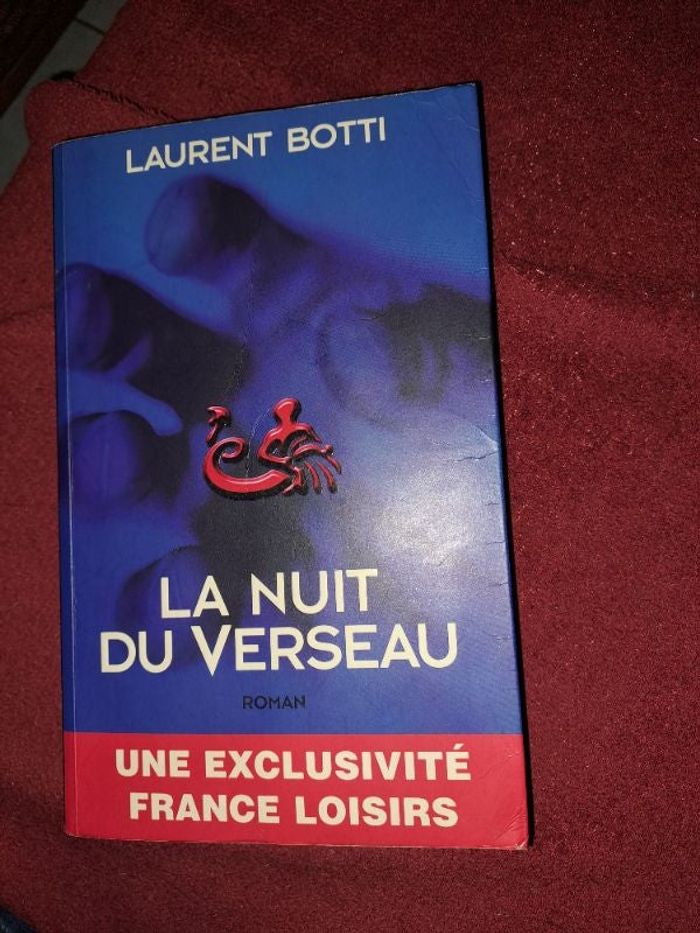 LAURENT BOTTI
LA NUIT
DU VERSEAU
ROMAN
UNE EXCLUSIVITÉ
FRANCE LOISIRS